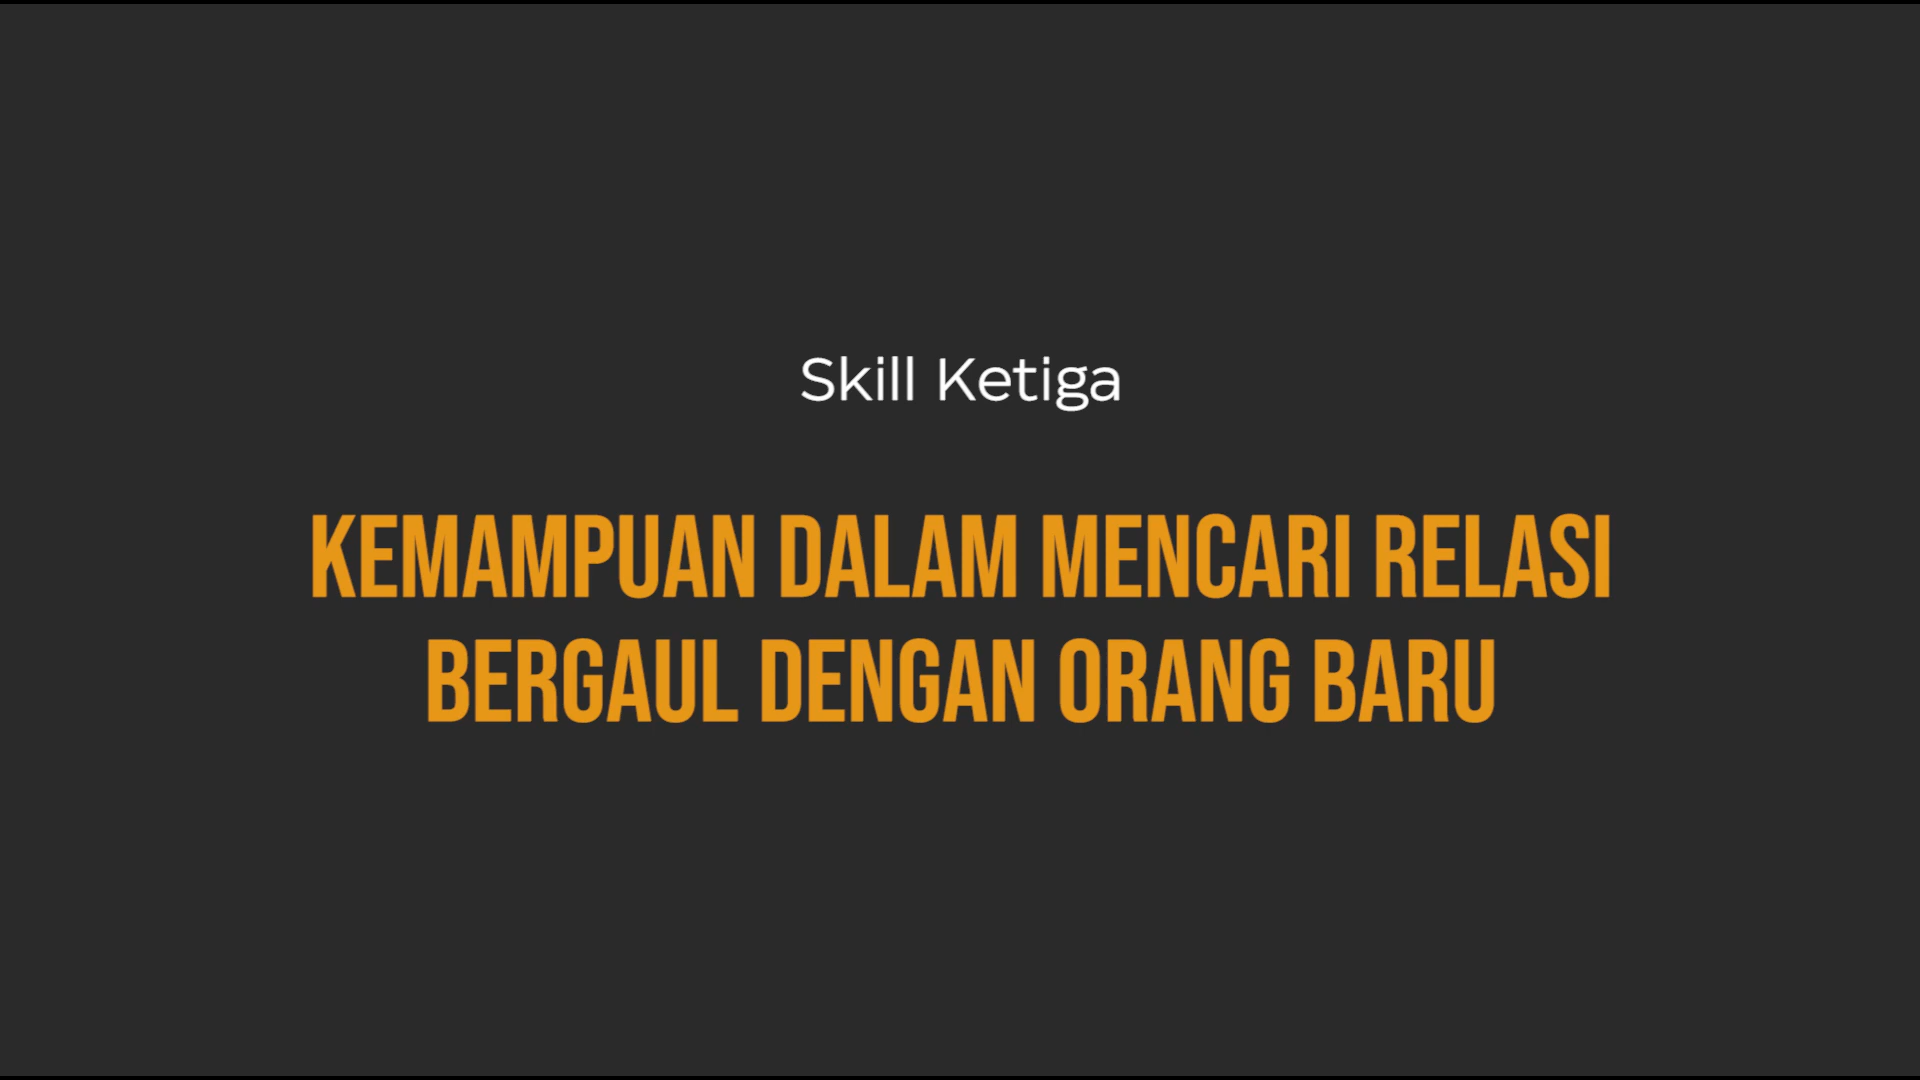 Skill Ketiga
KEMAMPUAN DALAM MENCARI RELASI
BERGAUL DENGAN ORANG BARU